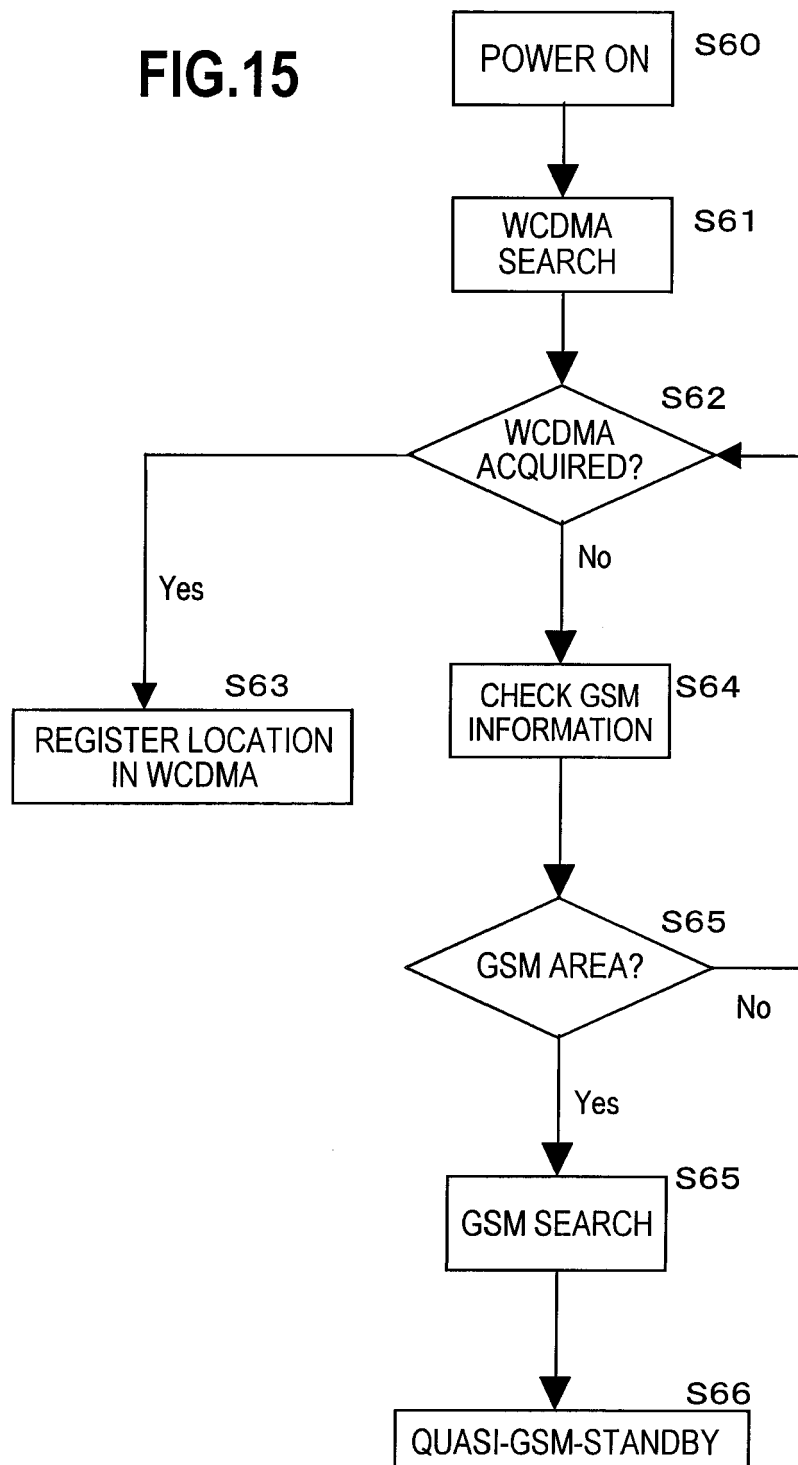 FIG.15
POWER ON
S60
WCDMA
SEARCH
S61
S62
WCDMA
ACQUIRED?
No
Yes
S63
REGISTER LOCATION
IN WCDMA
S64
CHECK GSM
INFORMATION
S65
GSM AREA?
No
Yes
S65
GSM SEARCH
S66
QUASI-GSM-STANDBY